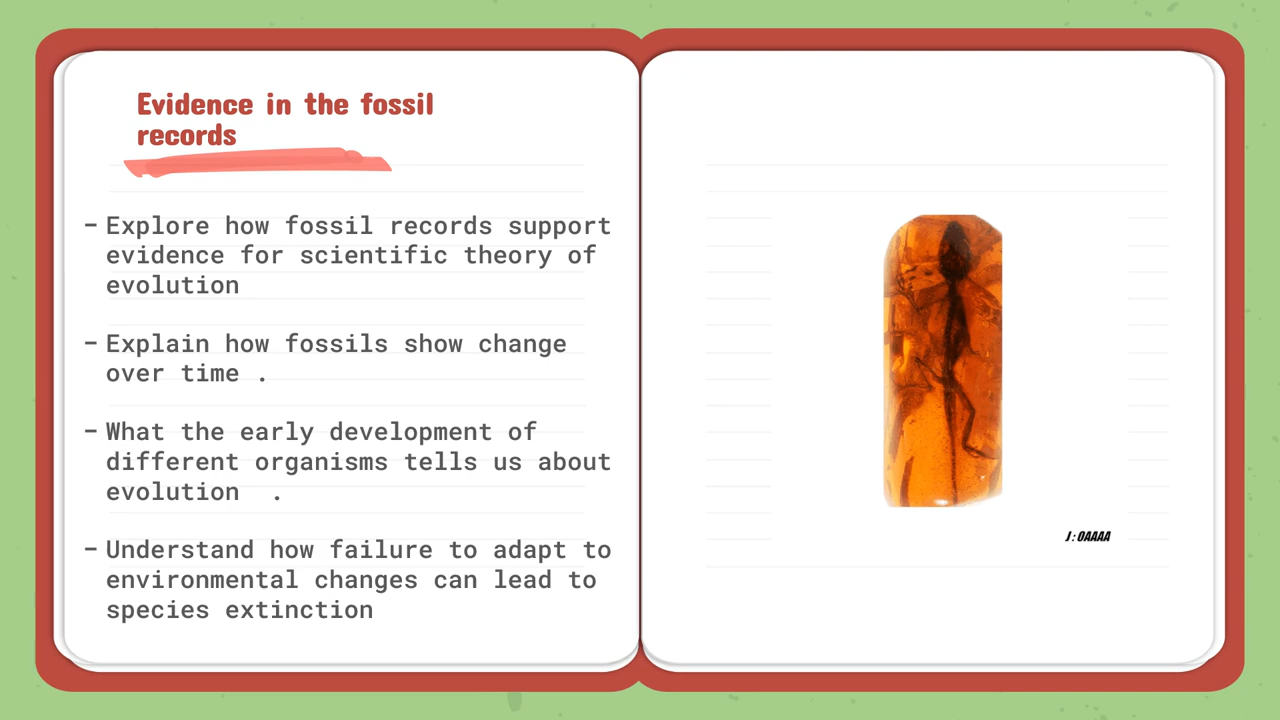 Evidence in the fossil
records
– Explore how fossil records support
evidence for scientific theory of
evolution
– Explain how fossils show change
over time .
– What the early development of
different organisms tells us about
evolution  .
– Understand how failure to adapt to
environmental changes can lead to
species extinction
J:OAAAA